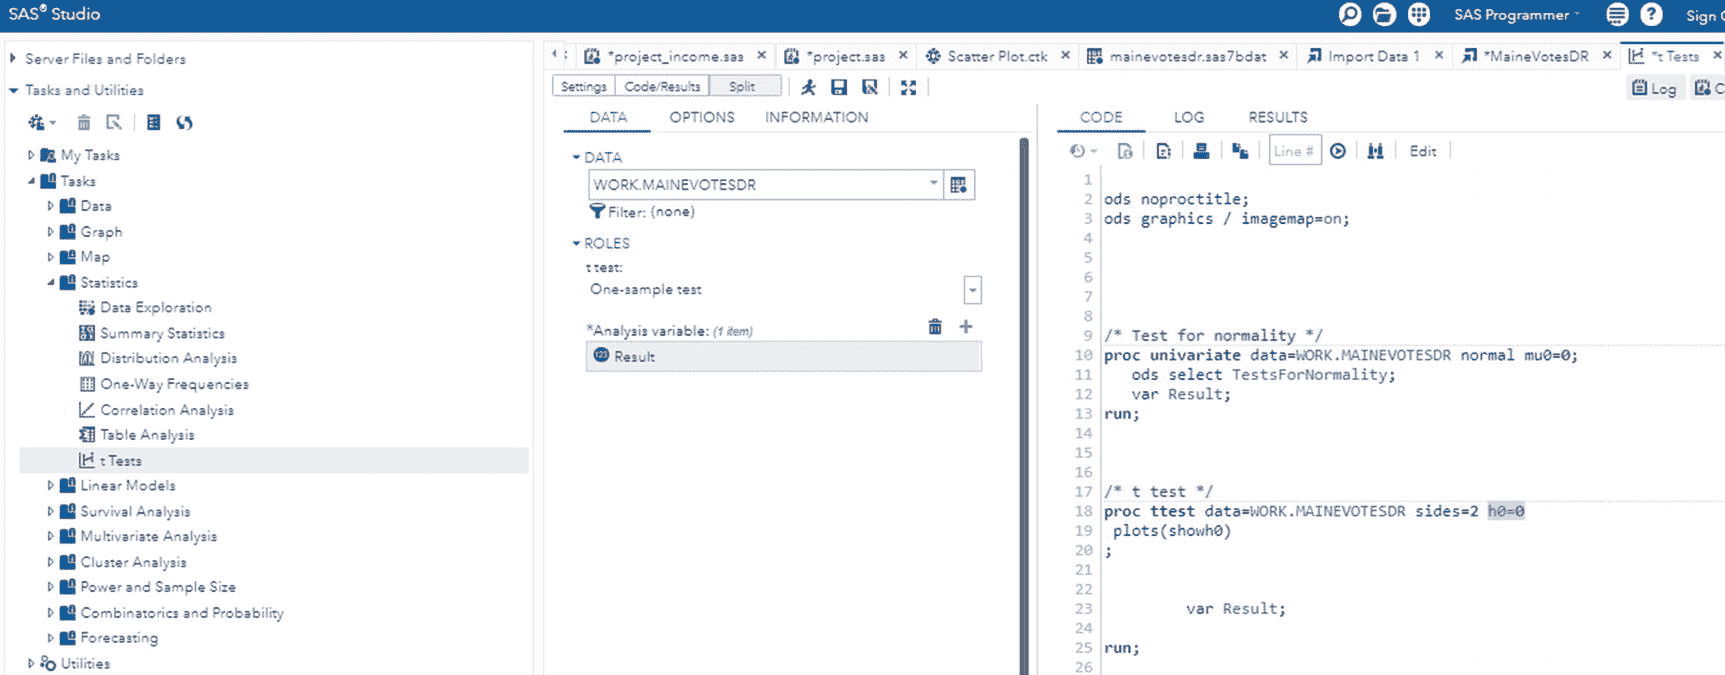 SAS® Studio
SAS Programmer
Sign
Server Files and Folders
Tasks and Utilities
My Tasks
Tasks
Data
Graph
Map
Statistics
Data Exploration
Summary Statistics
Distribution Analysis
One-Way Frequencies
Correlation Analysis
Table Analysis
t Tests
Linear Models
Survival Analysis
Multivariate Analysis
Cluster Analysis
Power and Sample Size
Combinatorics and Probability
Forecasting
Utilities
*project_income.sas
*project.sas
Scatter Plot.ctk
mainevotesdr.sas7bdat
Import Data 1
*MaineVotesDR
*t Tests
Settings Code/Results Split
Log
DATA OPTIONS INFORMATION
DATA
WORK.MAINEVOTESDR
Filter: (none)
ROLES
t test:
One-sample test
*Analysis variable: (1 item)
123 Result
CODE LOG RESULTS
Line #
Edit
1
2 ods noproctitle;
3 ods graphics / imagemap=on;
4
5
6
7
8
9 /* Test for normality */
10 proc univariate data=WORK.MAINEVOTESDR normal mu0=0;
11 ods select TestsForNormality;
12 var Result;
13 run;
14
15
16
17 /* t test */
18 proc ttest data=WORK.MAINEVOTESDR sides=2 h0=0
19 plots(showh0)
20 ;
21
22
23 var Result;
24
25 run;
26